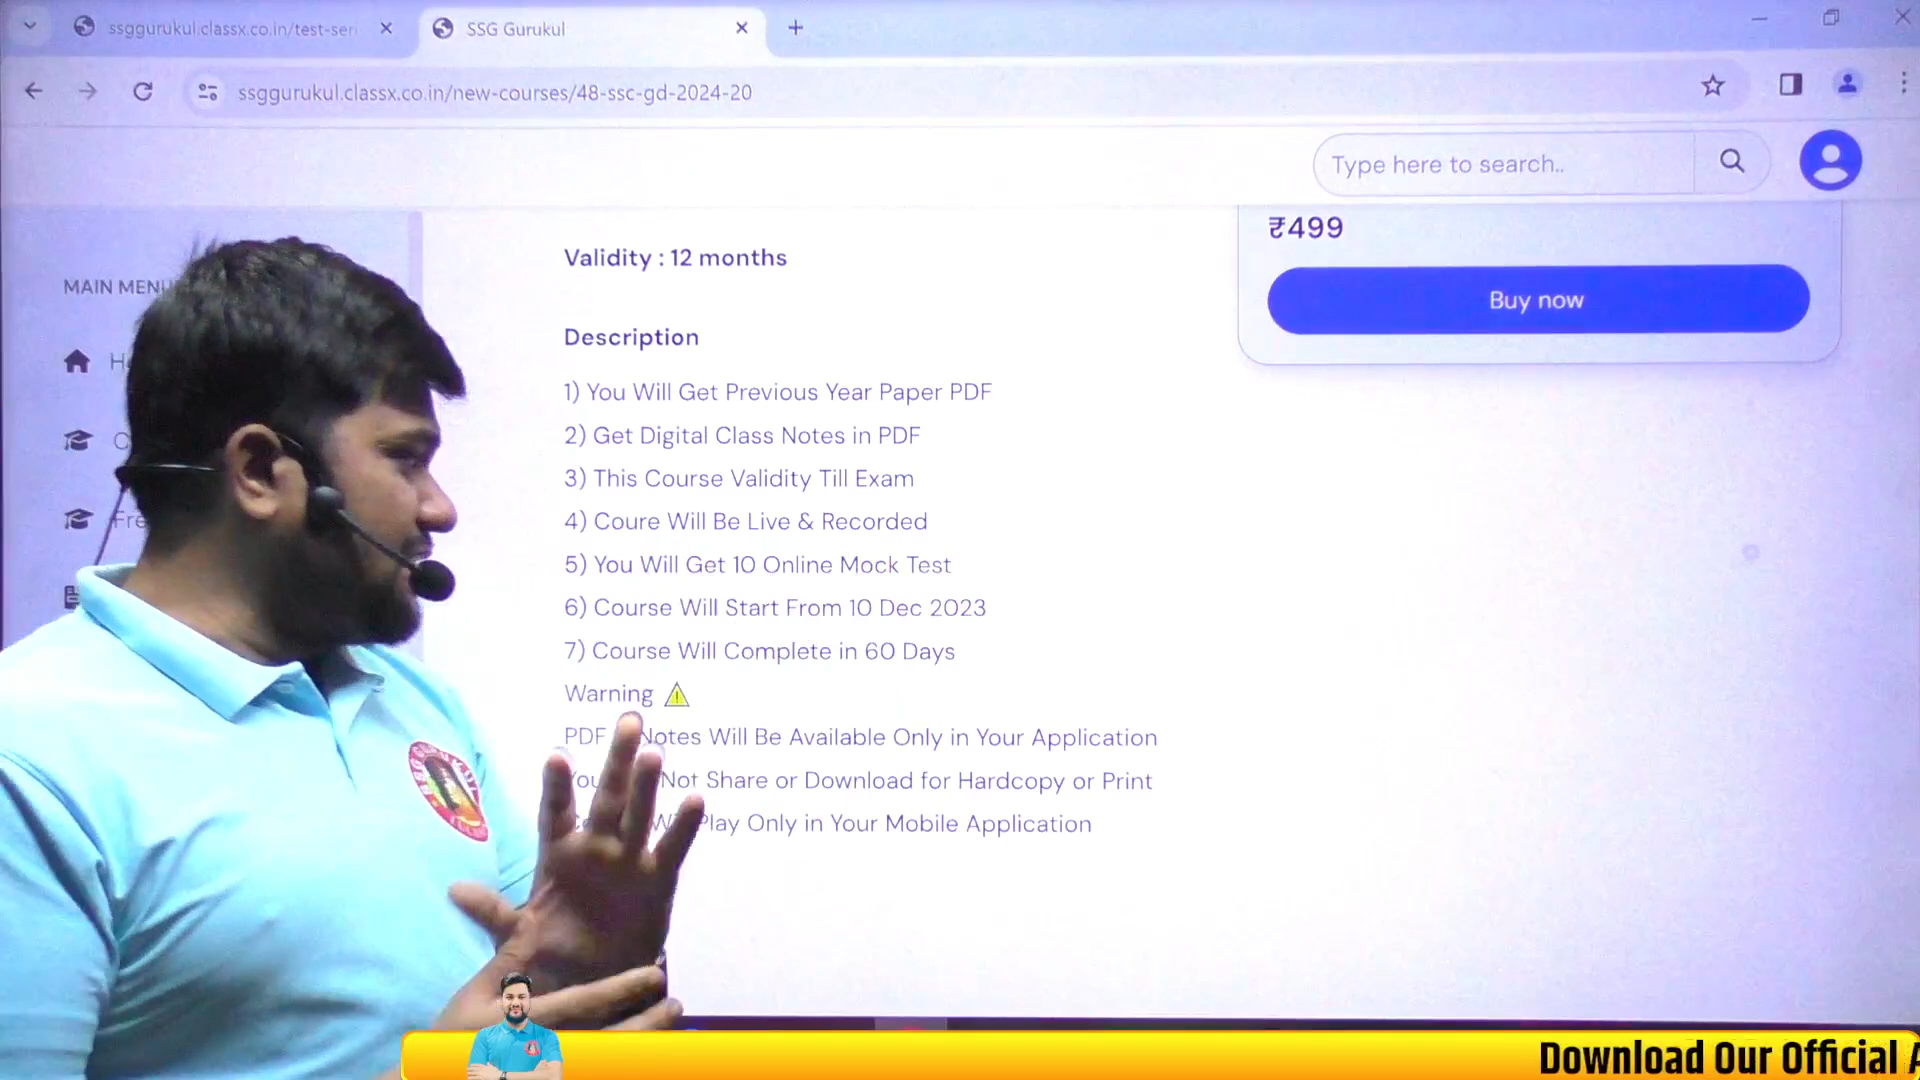 ssggurukul.classx.co.in/test-seri
SSG Gurukul
ssggurukul.classx.co.in/new-courses/48-ssc-gd-2024-20
Type here to search..
₹499
Buy now
MAIN MENU
Validity : 12 months
Description
1) You Will Get Previous Year Paper PDF
2) Get Digital Class Notes in PDF
3) This Course Validity Till Exam
4) Coure Will Be Live & Recorded
5) You Will Get 10 Online Mock Test
6) Course Will Start From 10 Dec 2023
7) Course Will Complete in 60 Days
Warning
PDF Notes Will Be Available Only in Your Application
You Not Share or Download for Hardcopy or Print
Play Only in Your Mobile Application
Download Our Official